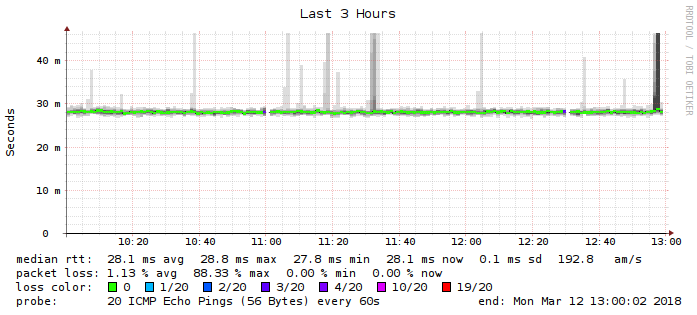 Last 3 Hours
RRDTOOL / TOBI OETIKER
Seconds
40 m
30 m
20 m
10 m
0
10:20 10:40 11:00 11:20 11:40 12:00 12:20 12:40 13:00
median rtt: 28.1 ms avg 28.8 ms max 27.8 ms min 28.1 ms now 0.1 ms sd 192.8 am/s
packet loss: 1.13 % avg 88.33 % max 0.00 % min 0.00 % now
loss color: 0 1/20 2/20 3/20 4/20 10/20 19/20
probe: 20 ICMP Echo Pings (56 Bytes) every 60s end: Mon Mar 12 13:00:02 2018